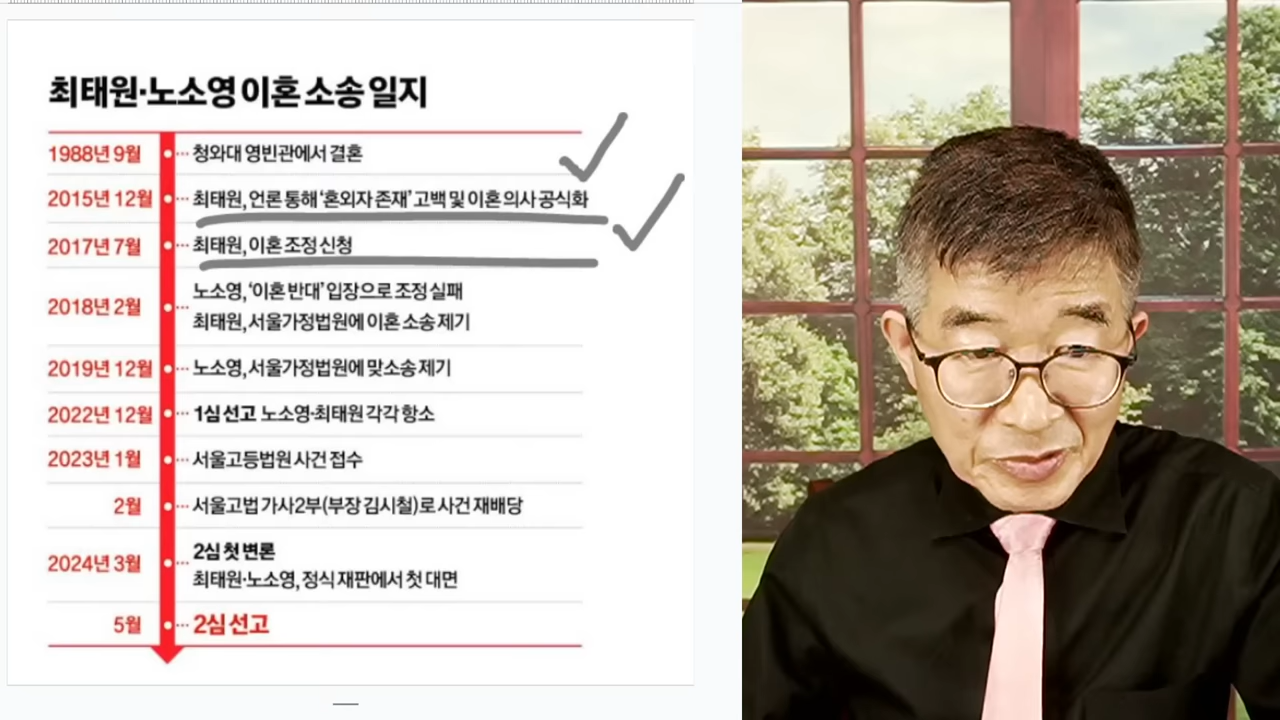 최태원·노소영 이혼 소송 일지
1988년 9월 청와대 영빈관에서 결혼
2015년 12월 최태원, 언론 통해 '혼외자 존재' 고백 및 이혼 의사 공식화
2017년 7월 최태원, 이혼 조정 신청
2018년 2월 노소영, '이혼 반대' 입장으로 조정 실패
최태원, 서울가정법원에 이혼 소송 제기
2019년 12월 노소영, 서울가정법원에 맞소송 제기
2022년 12월 1심 선고 노소영·최태원 각각 항소
2023년 1월 서울고등법원 사건 접수
2월 서울고법 가사2부(부장 김시철)로 사건 재배당
2024년 3월 2심 첫 변론
최태원·노소영, 정식 재판에서 첫 대면
5월 2심 선고